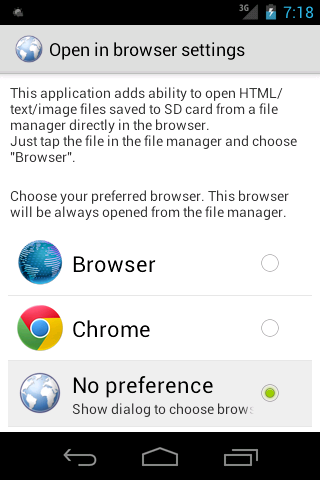 3G 7:18
Open in browser settings
This application adds ability to open HTML/
text/image files saved to SD card from a file
manager directly in the browser.
Just tap the file in the file manager and choose
"Browser".
Choose your preferred browser. This browser
will be always opened from the file manager.
Browser
Chrome
No preference
Show dialog to choose brows